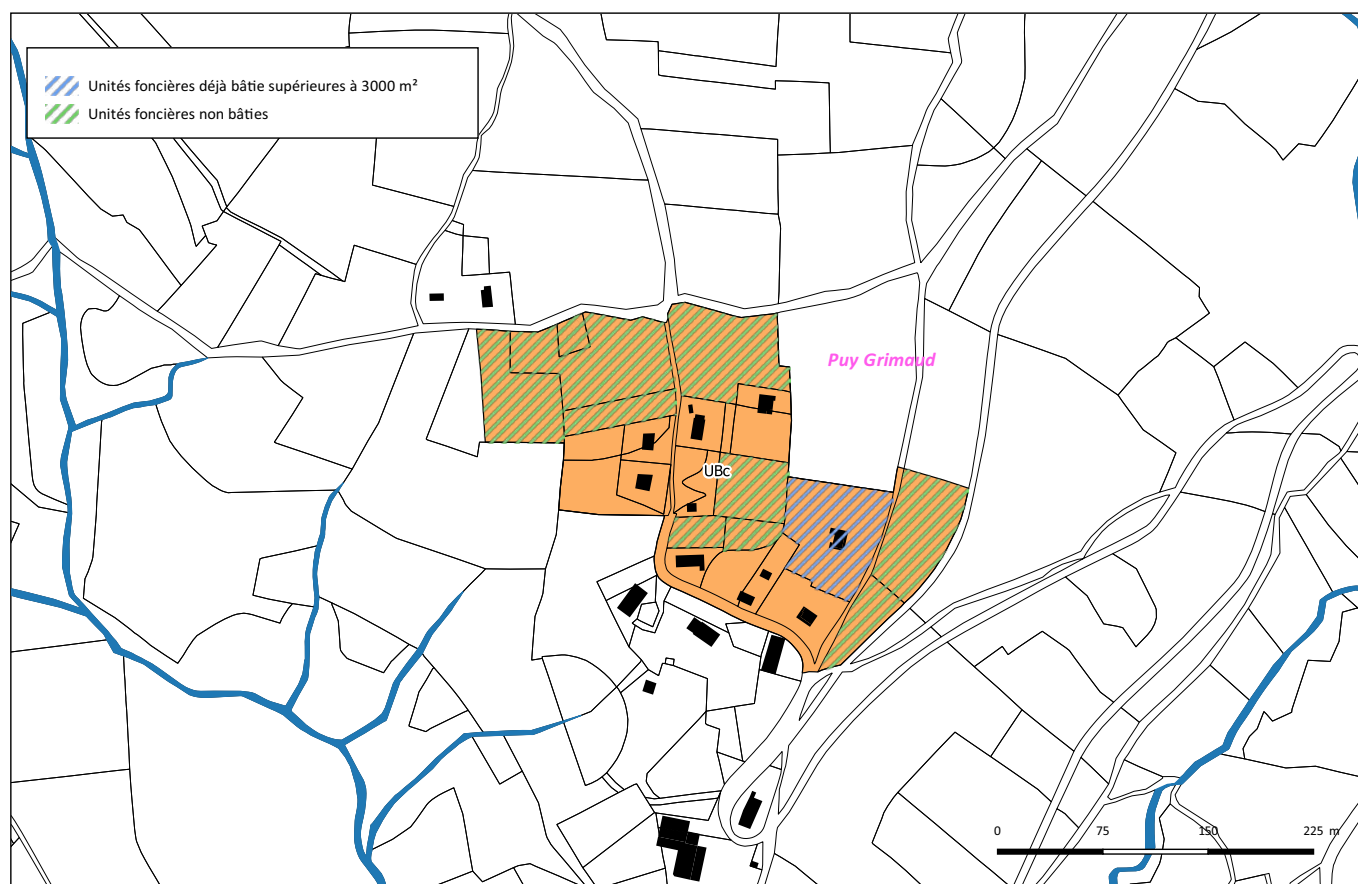 Unités foncières déjà bâtie supérieures à 3000 m²
Unités foncières non bâties
Puy Grimaud
UBc
0 75 150 225 m